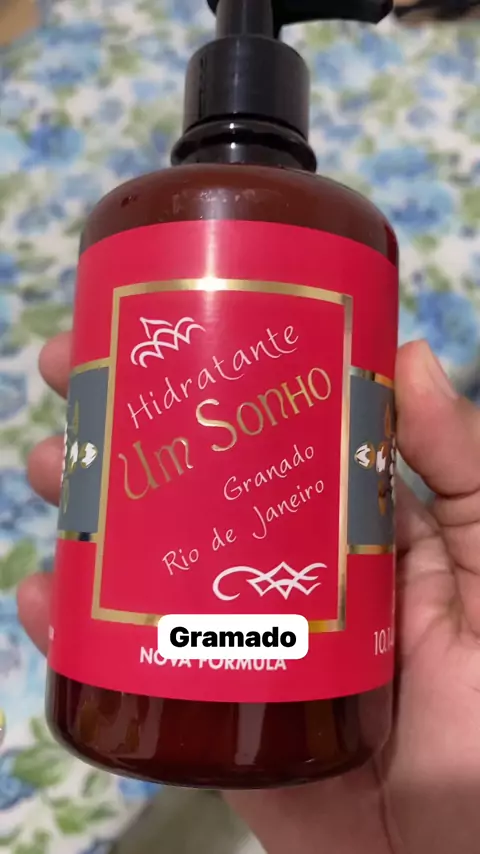 Hidratante
Um Sonho
Granado
Rio de Janeiro
Gramado
NOVA FÓRMULA